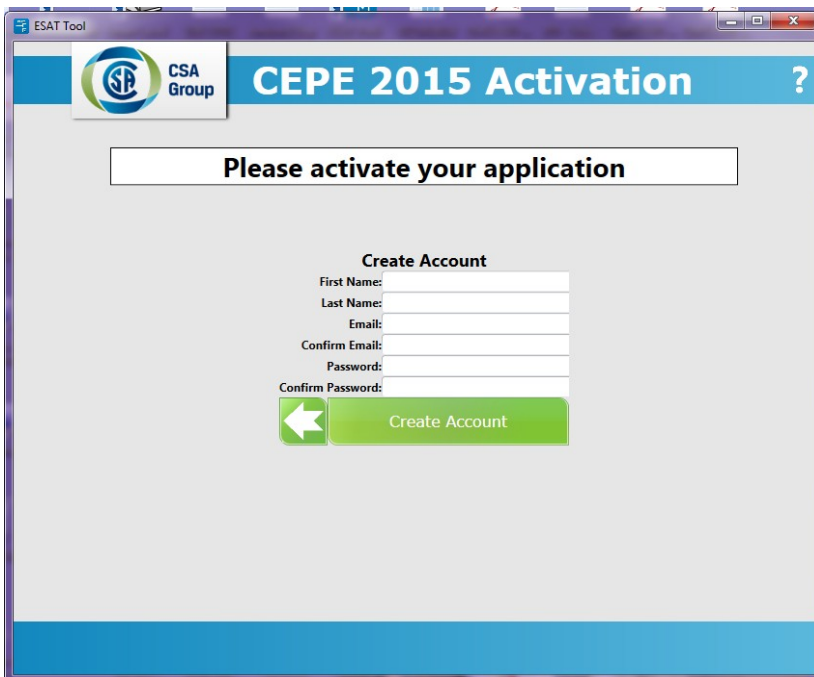 ESAT Tool
CSA
Group
CEPE 2015 Activation
?
Please activate your application
Create Account
First Name:
Last Name:
Email:
Confirm Email:
Password:
Confirm Password:
Create Account